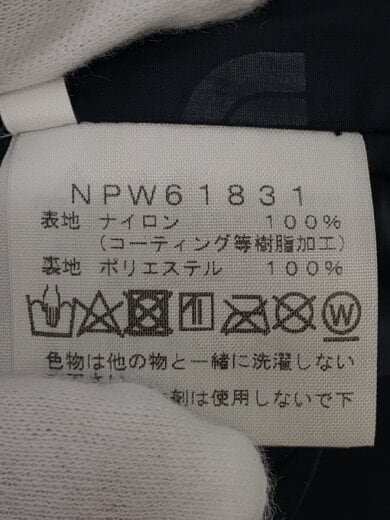 NPW61831
表地 ナイロン 100%
(コーティング等樹脂加工)
裏地 ポリエステル 100%
W
色物は他の物と一緒に洗濯しない
剤は使用しないで下